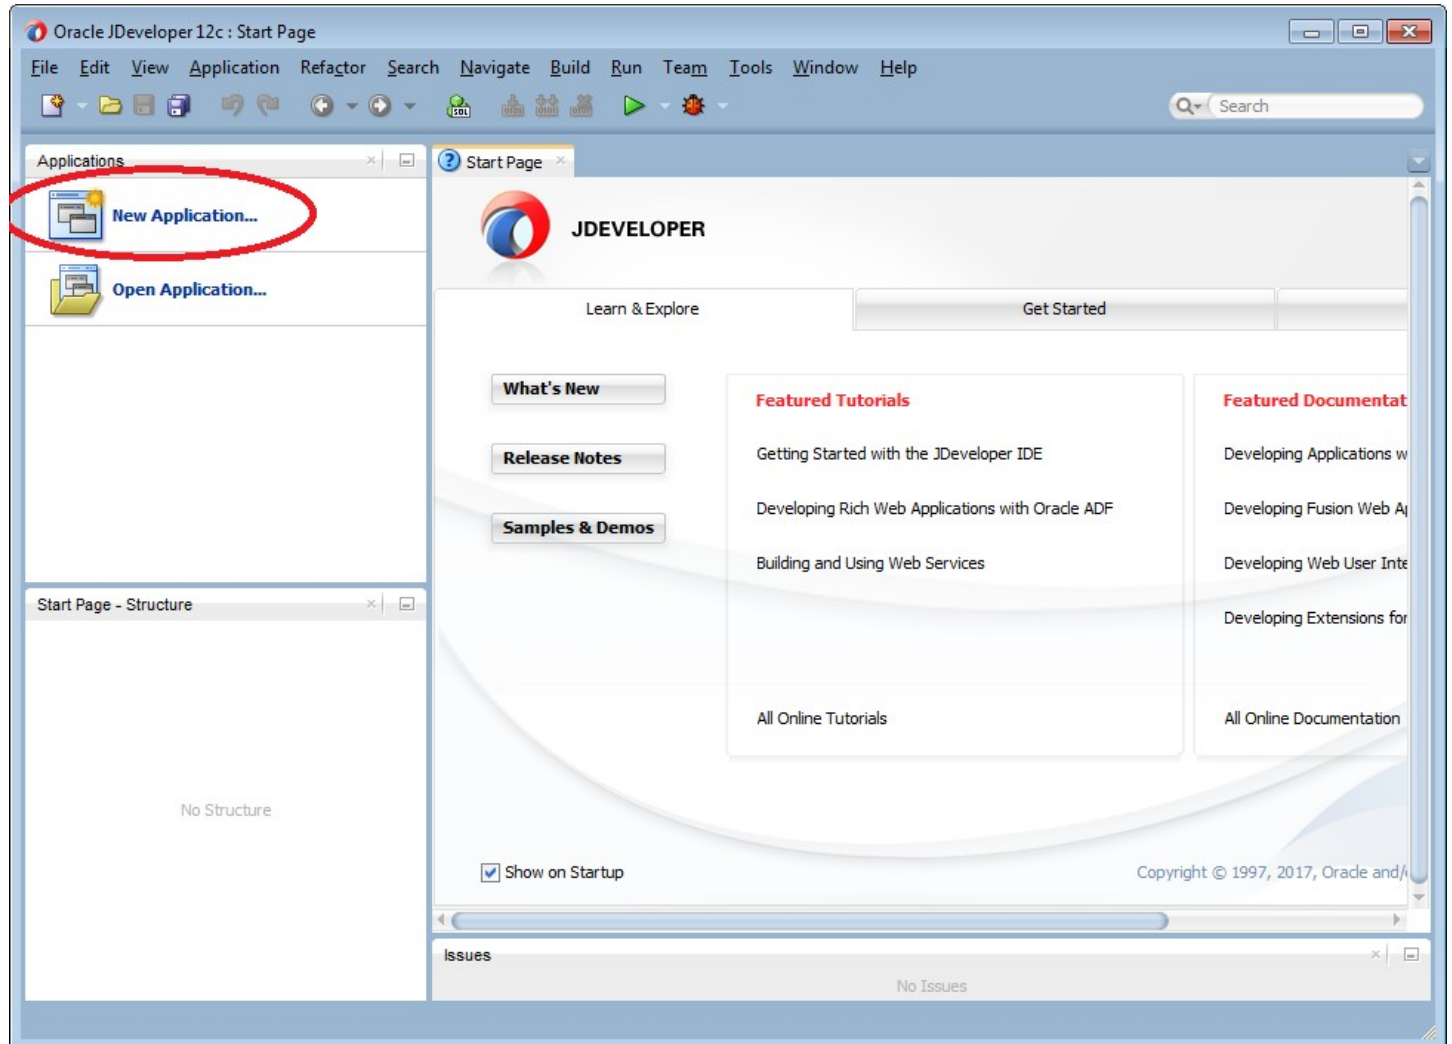 Oracle JDeveloper 12c : Start Page
File Edit View Application Refactor Search Navigate Build Run Team Tools Window Help
Search
Applications
New Application...
Open Application...
Start Page - Structure
No Structure
Start Page
JDEVELOPER
Learn & Explore
Get Started
What's New
Release Notes
Samples & Demos
Featured Tutorials
Getting Started with the JDeveloper IDE
Developing Rich Web Applications with Oracle ADF
Building and Using Web Services
All Online Tutorials
Featured Documentat
Developing Applications w
Developing Fusion Web A
Developing Web User Inte
Developing Extensions for
All Online Documentation
Show on Startup
Copyright © 1997, 2017, Oracle and/
Issues
No Issues